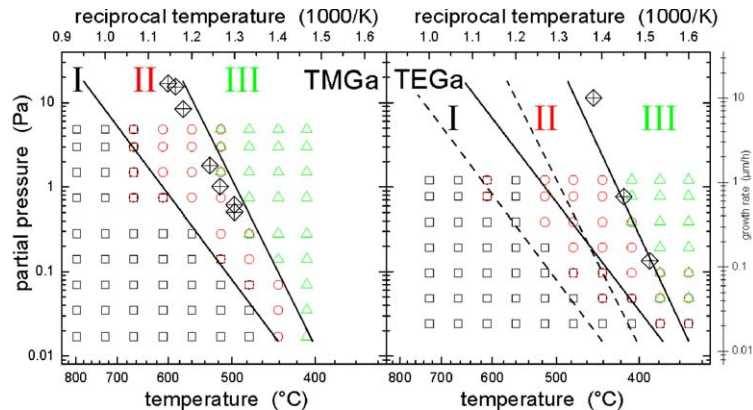 reciprocal temperature (1000/K) reciprocal temperature (1000/K)
0.9 1 1.1 1.2 1.3 1.4 1.5 1.6 1 1.1 1.2 1.3 1.4 1.5 1.6
I II III TMGa TEGa I II III
10
1
0.1
0.01
partial pressure (Pa)
10
1
0.1
0.01
growth rate (µm/h)
800 700 600 500 400 800 700 600 500 400
temperature (°C) temperature (°C)